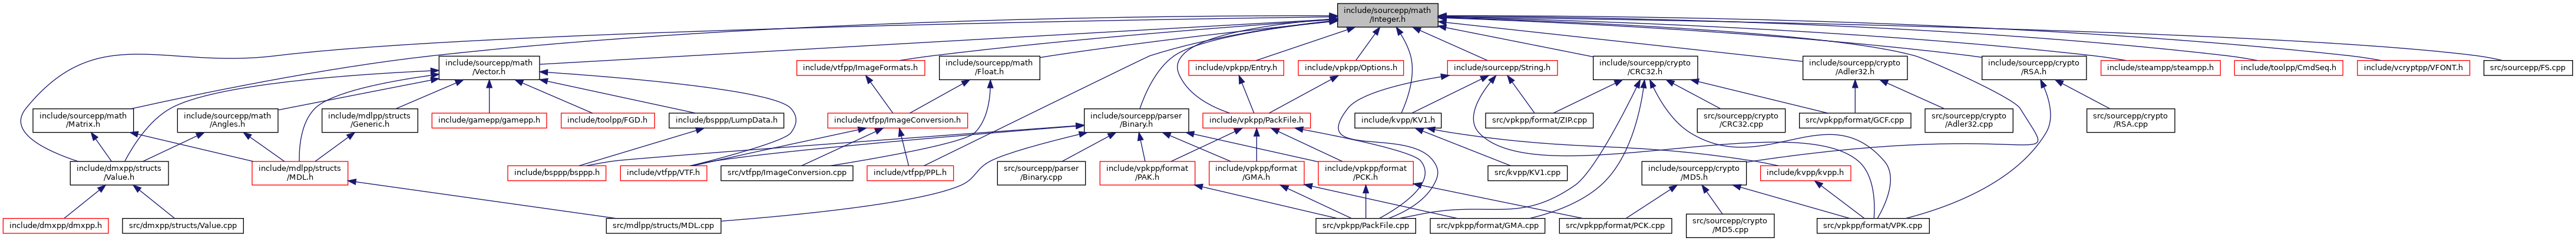 include/sourcepp/math
/Integer.h
include/sourcepp/math
/Vector.h
include/vtfpp/ImageFormats.h
include/sourcepp/math
/Float.h
include/vpkpp/Entry.h
include/vpkpp/Options.h
include/sourcepp/String.h
include/sourcepp/crypto
/CRC32.h
include/sourcepp/crypto
/Adler32.h
include/sourcepp/crypto
/RSA.h
include/steampp/steampp.h
include/toolpp/CmdSeq.h
include/vcryptpp/VFONT.h
src/sourcepp/FS.cpp
include/sourcepp/math
/Matrix.h
include/sourcepp/math
/Angles.h
include/mdlpp/structs
/Generic.h
include/gamepp/gamepp.h
include/toolpp/FGD.h
include/bsppp/LumpData.h
include/vtfpp/ImageConversion.h
include/sourcepp/parser
/Binary.h
include/vpkpp/PackFile.h
include/kvpp/KV1.h
src/vpkpp/format/ZIP.cpp
src/sourcepp/crypto
/CRC32.cpp
src/vpkpp/format/GCF.cpp
src/sourcepp/crypto
/Adler32.cpp
src/sourcepp/crypto
/RSA.cpp
include/dmxpp/structs
/Value.h
include/mdlpp/structs
/MDL.h
include/bsppp/bsppp.h
include/vtfpp/VTF.h
src/vtfpp/ImageConversion.cpp
include/vtfpp/PPL.h
src/sourcepp/parser
/Binary.cpp
include/vpkpp/format
/PAK.h
include/vpkpp/format
/GMA.h
include/vpkpp/format
/PCK.h
src/kvpp/KV1.cpp
include/sourcepp/crypto
/MD5.h
include/kvpp/kvpp.h
include/dmxpp/dmxpp.h
src/dmxpp/structs/Value.cpp
src/mdlpp/structs/MDL.cpp
src/vpkpp/PackFile.cpp
src/vpkpp/format/GMA.cpp
src/vpkpp/format/PCK.cpp
src/sourcepp/crypto
/MD5.cpp
src/vpkpp/format/VPK.cpp